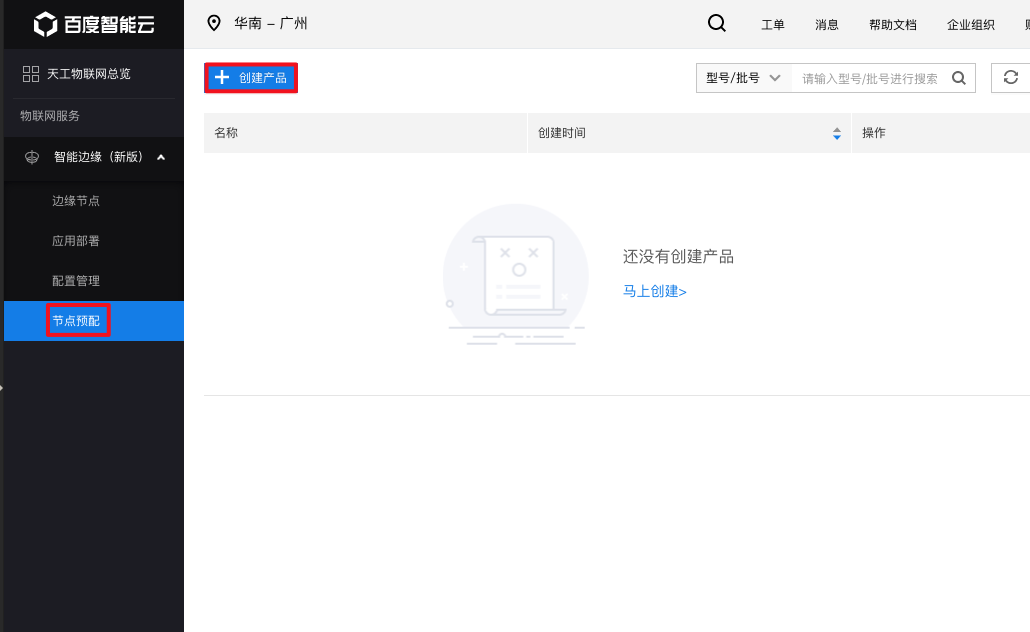 百度智能云
华南 – 广州
工单
消息
帮助文档
企业组织
天工物联网总览
物联网服务
智能边缘（新版）
边缘节点
应用部署
配置管理
节点预配
创建产品
型号/批号
请输入型号/批号进行搜索
名称
创建时间
操作
还没有创建产品
马上创建>